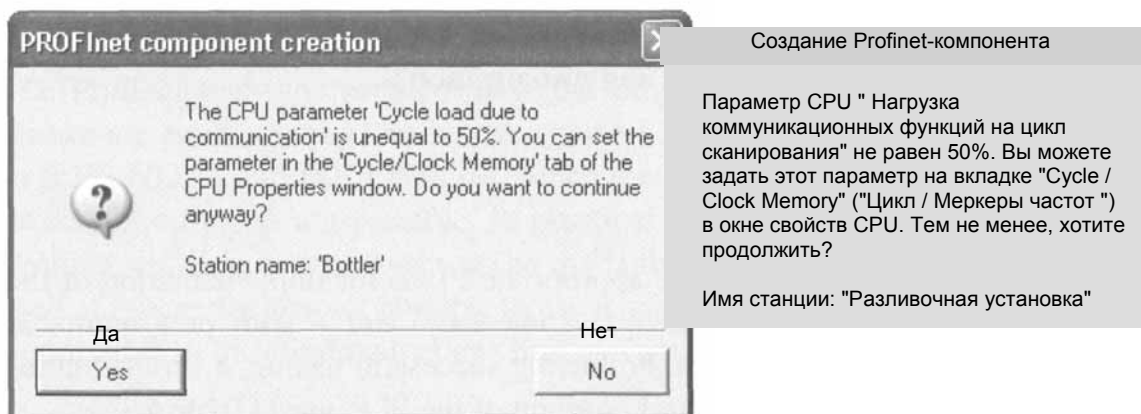 PROFInet component creation
The CPU parameter 'Cycle load due to
communication' is unequal to 50%. You can set the
parameter in the 'Cycle/Clock Memory' tab of the
CPU Properties window. Do you want to continue
anyway?
Station name: 'Bottler'
Да
Yes
Нет
No
Создание Profinet-компонента
Параметр CPU " Нагрузка
коммуникационных функций на цикл
сканирования" не равен 50%. Вы можете
задать этот параметр на вкладке "Cycle /
Clock Memory" ("Цикл / Меркеры частот ")
в окне свойств CPU. Тем не менее, хотите
продолжить?
Имя станции: "Разливочная установка"